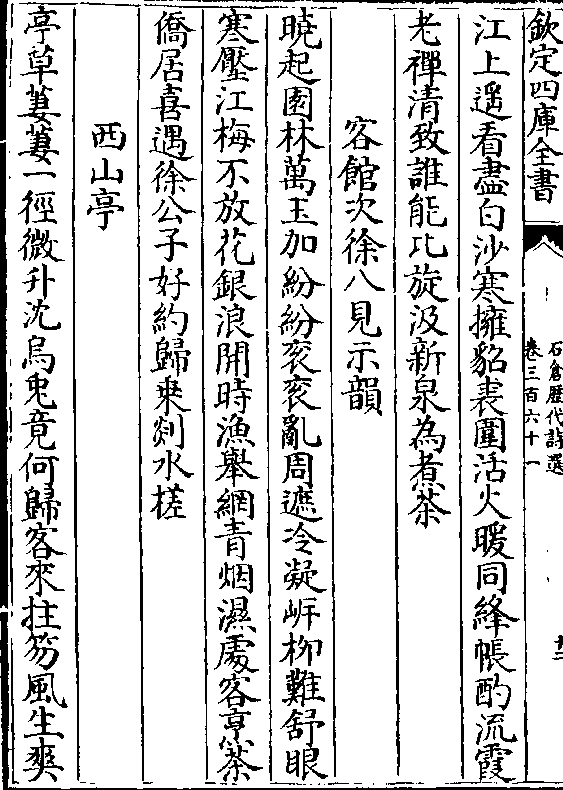 欽定四庫全書
石倉歷代詩選
卷三百六十一
江上遥看盡白沙寒擁貂裘圍活火暖同絳帳酌流霞
老禪清致誰能比旋汲新泉為煮茶
客館次徐八見示韻
曉起園林萬玉加紛紛衮衮亂周遮冷凝岍柳難舒眼
寒壓江梅不放花銀浪開時漁舉網青烟濕處客亨茶
僑居喜遇徐公子好約歸乗剡水槎
西山亭
亭草萋萋一徑微升沈烏兎竟何歸客來拄笏風生爽